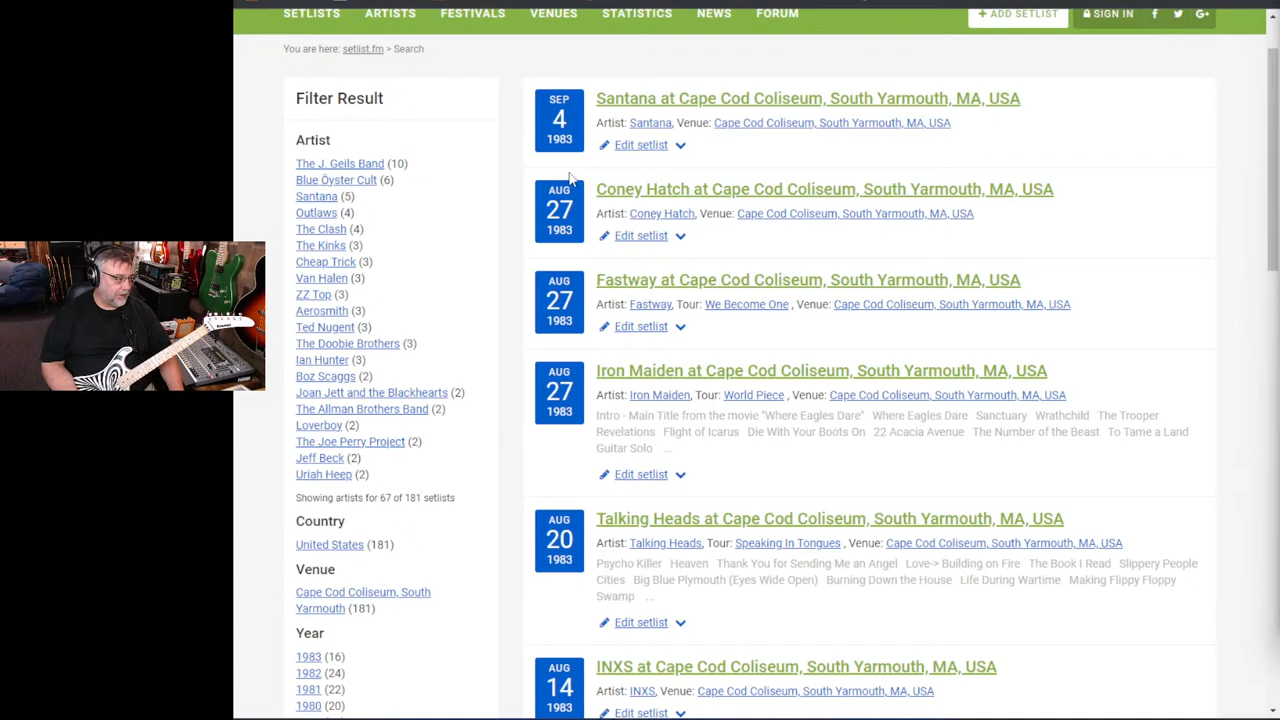 SETLISTS ARTISTS FESTIVALS VENUES STATISTICS NEWS FORUM + ADD SETLIST SIGN IN f G+
You are here: setlist.fm > Search
Filter Result
Artist
The J. Geils Band (10)
Blue Öyster Cult (6)
Santana (5)
Outlaws (4)
The Clash (4)
The Kinks (3)
Cheap Trick (3)
Van Halen (3)
ZZ Top (3)
Aerosmith (3)
Ted Nugent (3)
The Doobie Brothers (3)
Ian Hunter (3)
Boz Scaggs (2)
Joan Jett and the Blackhearts (2)
The Allman Brothers Band (2)
Loverboy (2)
The Joe Perry Project (2)
Jeff Beck (2)
Uriah Heep (2)
Showing artists for 67 of 181 setlists
Country
United States (181)
Venue
Cape Cod Coliseum, South
Yarmouth (181)
Year
1983 (16)
1982 (24)
1981 (22)
1980 (20)
SEP
4
1983
Santana at Cape Cod Coliseum, South Yarmouth, MA, USA
Artist: Santana, Venue: Cape Cod Coliseum, South Yarmouth, MA, USA
Edit setlist
AUG
27
1983
Coney Hatch at Cape Cod Coliseum, South Yarmouth, MA, USA
Artist: Coney Hatch, Venue: Cape Cod Coliseum, South Yarmouth, MA, USA
Edit setlist
AUG
27
1983
Fastway at Cape Cod Coliseum, South Yarmouth, MA, USA
Artist: Fastway, Tour: We Become One , Venue: Cape Cod Coliseum, South Yarmouth, MA, USA
Edit setlist
AUG
27
1983
Iron Maiden at Cape Cod Coliseum, South Yarmouth, MA, USA
Artist: Iron Maiden, Tour: World Piece , Venue: Cape Cod Coliseum, South Yarmouth, MA, USA
Intro - Main Title from the movie "Where Eagles Dare" Where Eagles Dare Sanctuary Wrathchild The Trooper
Revelations Flight of Icarus Die With Your Boots On 22 Acacia Avenue The Number of the Beast To Tame a Land
Guitar Solo ...
Edit setlist
AUG
20
1983
Talking Heads at Cape Cod Coliseum, South Yarmouth, MA, USA
Artist: Talking Heads, Tour: Speaking In Tongues , Venue: Cape Cod Coliseum, South Yarmouth, MA, USA
Psycho Killer Heaven Thank You for Sending Me an Angel Love-> Building on Fire The Book I Read Slippery People
Cities Big Blue Plymouth (Eyes Wide Open) Burning Down the House Life During Wartime Making Flippy Floppy
Swamp ...
Edit setlist
AUG
14
1983
INXS at Cape Cod Coliseum, South Yarmouth, MA, USA
Artist: INXS, Venue: Cape Cod Coliseum, South Yarmouth, MA, USA
Edit setlist